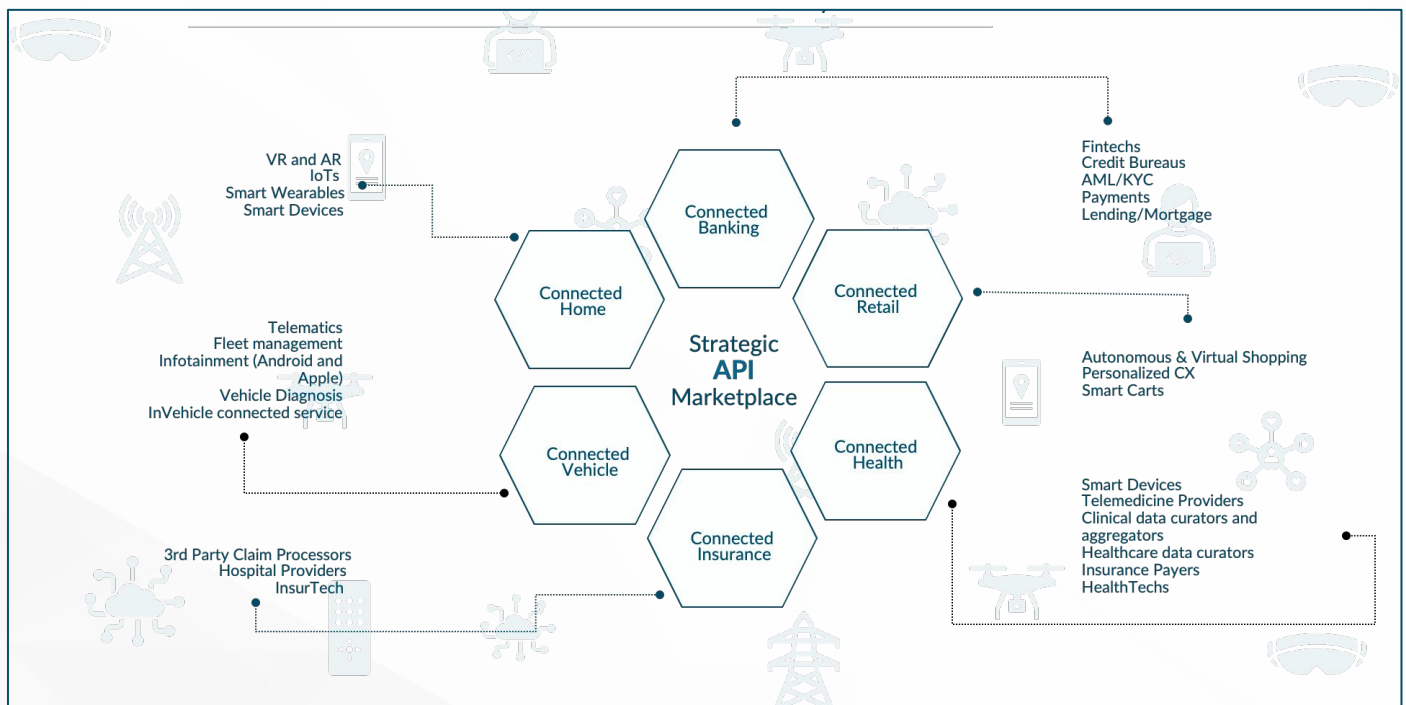 VR and AR
IoTs
Smart Wearables
Smart Devices
Connected
Banking
Fintechs
Credit Bureaus
AML/KYC
Payments
Lending/Mortgage
Connected
Home
Connected
Retail
Strategic
API
Marketplace
Telematics
Fleet management
Infotainment (Android and
Apple)
Vehicle Diagnosis
InVehicle connected service
Autonomous & Virtual Shopping
Personalized CX
Smart Carts
Connected
Vehicle
Connected
Health
Smart Devices
Telemedicine Providers
Clinical data curators and
aggregators
Healthcare data curators
Insurance Payers
HealthTechs
Connected
Insurance
3rd Party Claim Processors
Hospital Providers
InsurTech